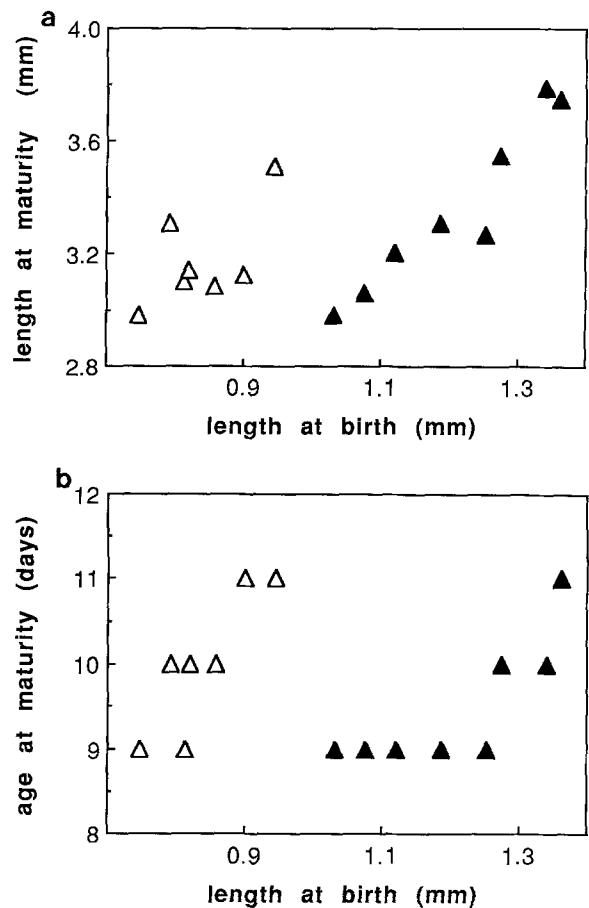 a
length at maturity (mm)
4.0
3.6
3.2
2.8
0.9 1.1 1.3
length at birth (mm)
b
age at maturity (days)
12
11
10
9
8
0.9 1.1 1.3
length at birth (mm)